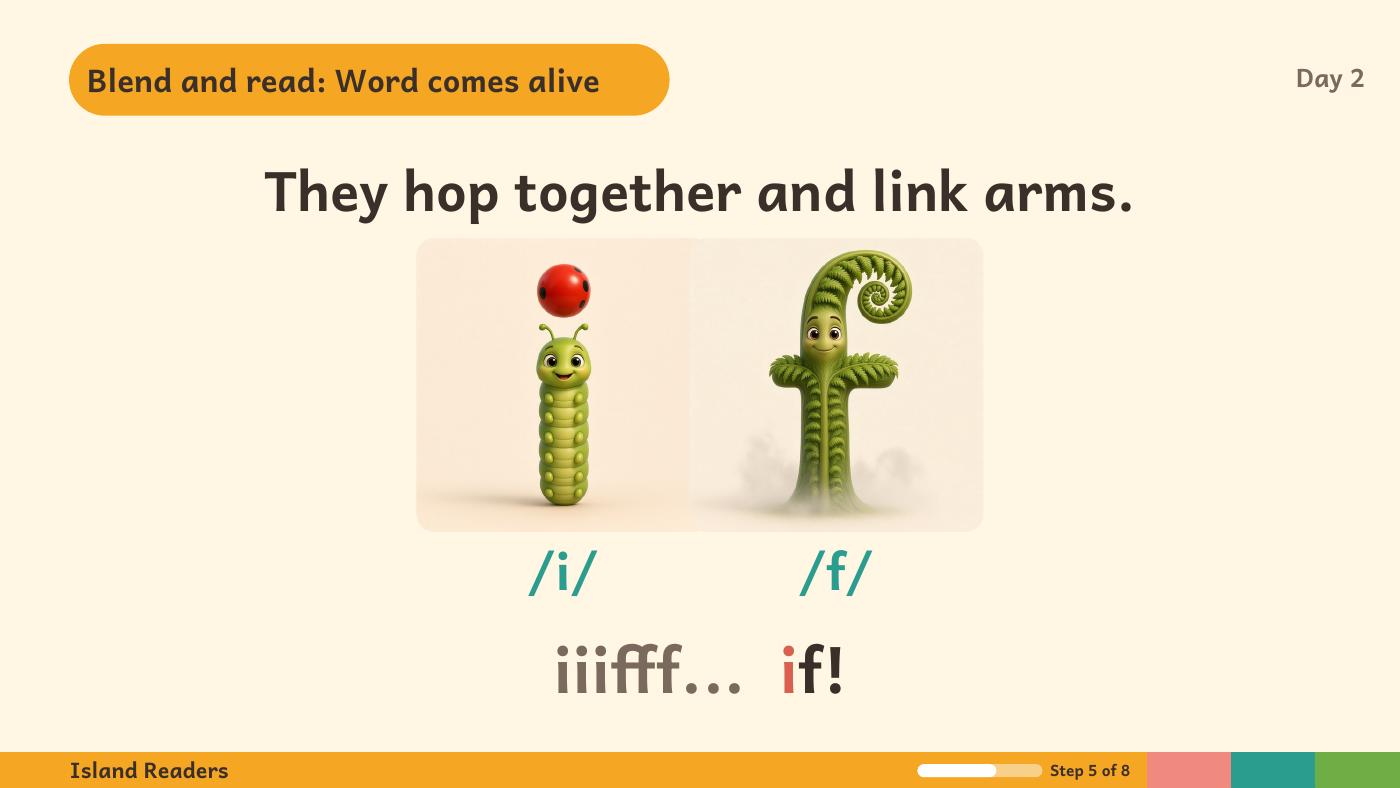 Blend and read: Word comes alive
Day 2
They hop together and link arms.
/i/ /f/
iiifff... if!
Island Readers
Step 5 of 8